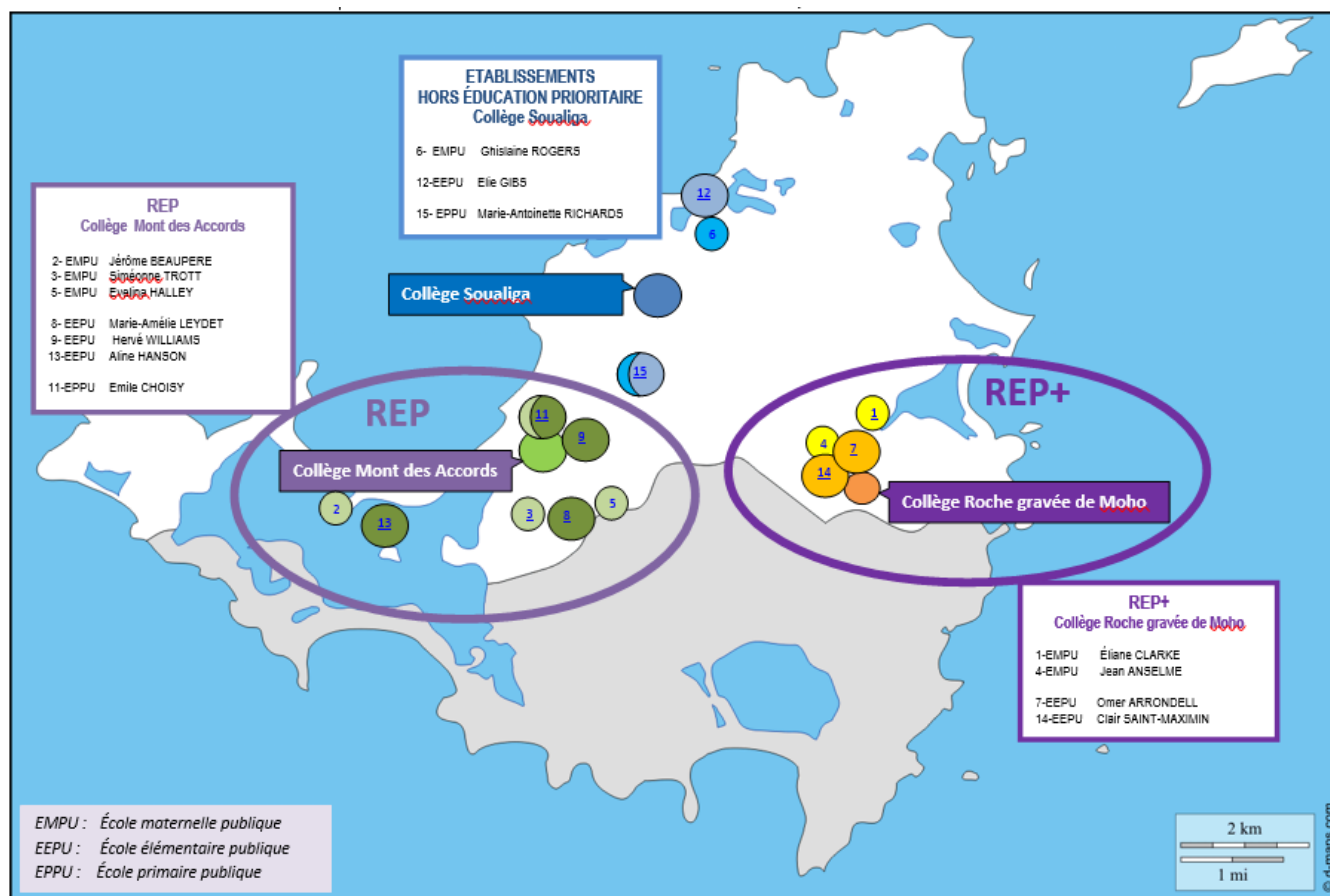 ETABLISSEMENTS
HORS ÉDUCATION PRIORITAIRE
Collège Soualiga
6- EMPU Ghislaine ROGERS
12-EEPU Elie GIBS
15- EPPU Marie-Antoinette RICHARDS
REP
Collège Mont des Accords
2- EMPU Jérôme BEAUPERE
3- EMPU Siméonne TROTT
5- EMPU Evelina HALLEY
8- EEPU Marie-Amélie LEYDET
9- EEPU Hervé WILLIAMS
13-EEPU Aline HANSON
11-EPPU Emile CHOISY
12
6
Collège Soualiga
15
REP
REP+
11
9
1
4
7
14
Collège Mont des Accords
Collège Roche gravée de Moho
2
13
3
8
5
REP+
Collège Roche gravée de Moho
1-EMPU Éliane CLARKE
4-EMPU Jean ANSELME
7-EEPU Omer ARRONDELL
14-EEPU Clair SAINT-MAXIMIN
EMPU : École maternelle publique
EEPU : École élémentaire publique
EPPU : École primaire publique
2 km
1 mi
© d-maps.com